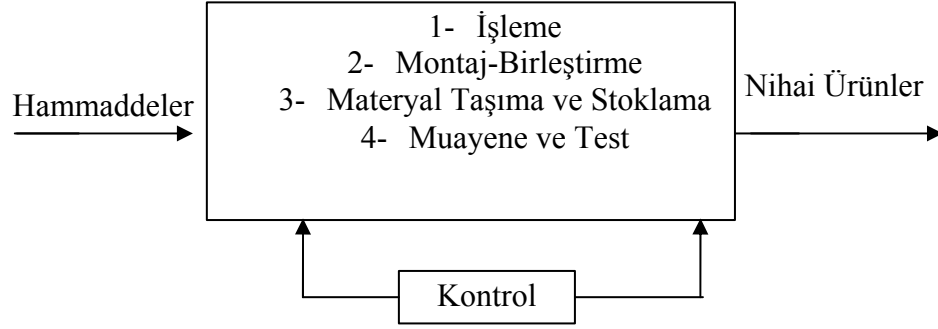 1- İşleme
2- Montaj-Birleştirme
3- Materyal Taşıma ve Stoklama
4- Muayene ve Test
Hammaddeler
Nihai Ürünler
Kontrol